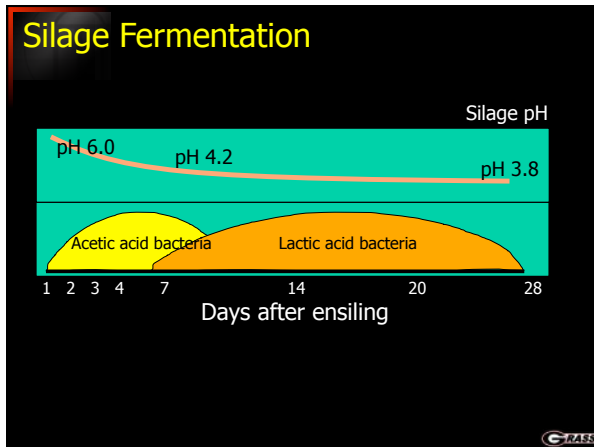 Silage Fermentation
Silage pH
pH 6.0
pH 4.2
pH 3.8
Acetic acid bacteria
Lactic acid bacteria
1 2 3 4 7 14 20 28
Days after ensiling
GRASS